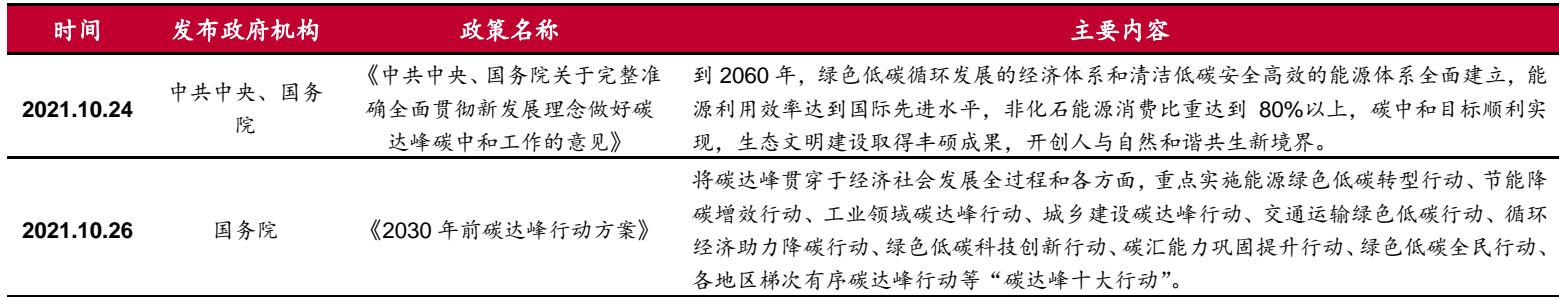 时间 发布政府机构 政策名称 主要内容
2021.10.24
中共中央、国务
院
《中共中央、国务院关于完整准
确全面贯彻新发展理念做好碳
达峰碳中和工作的意见》
到 2060 年，绿色低碳循环发展的经济体系和清洁低碳安全高效的能源体系全面建立，能
源利用效率达到国际先进水平，非化石能源消费比重达到 80%以上，碳中和目标顺利实
现，生态文明建设取得丰硕成果，开创人与自然和谐共生新境界。
2021.10.26
国务院
《2030 年前碳达峰行动方案》
将碳达峰贯穿于经济社会发展全过程和各方面，重点实施能源绿色低碳转型行动、节能降
碳增效行动、工业领域碳达峰行动、城乡建设碳达峰行动、交通运输绿色低碳行动、循环
经济助力降碳行动、绿色低碳科技创新行动、碳汇能力巩固提升行动、绿色低碳全民行动、
各地区梯次有序碳达峰行动等“碳达峰十大行动”。